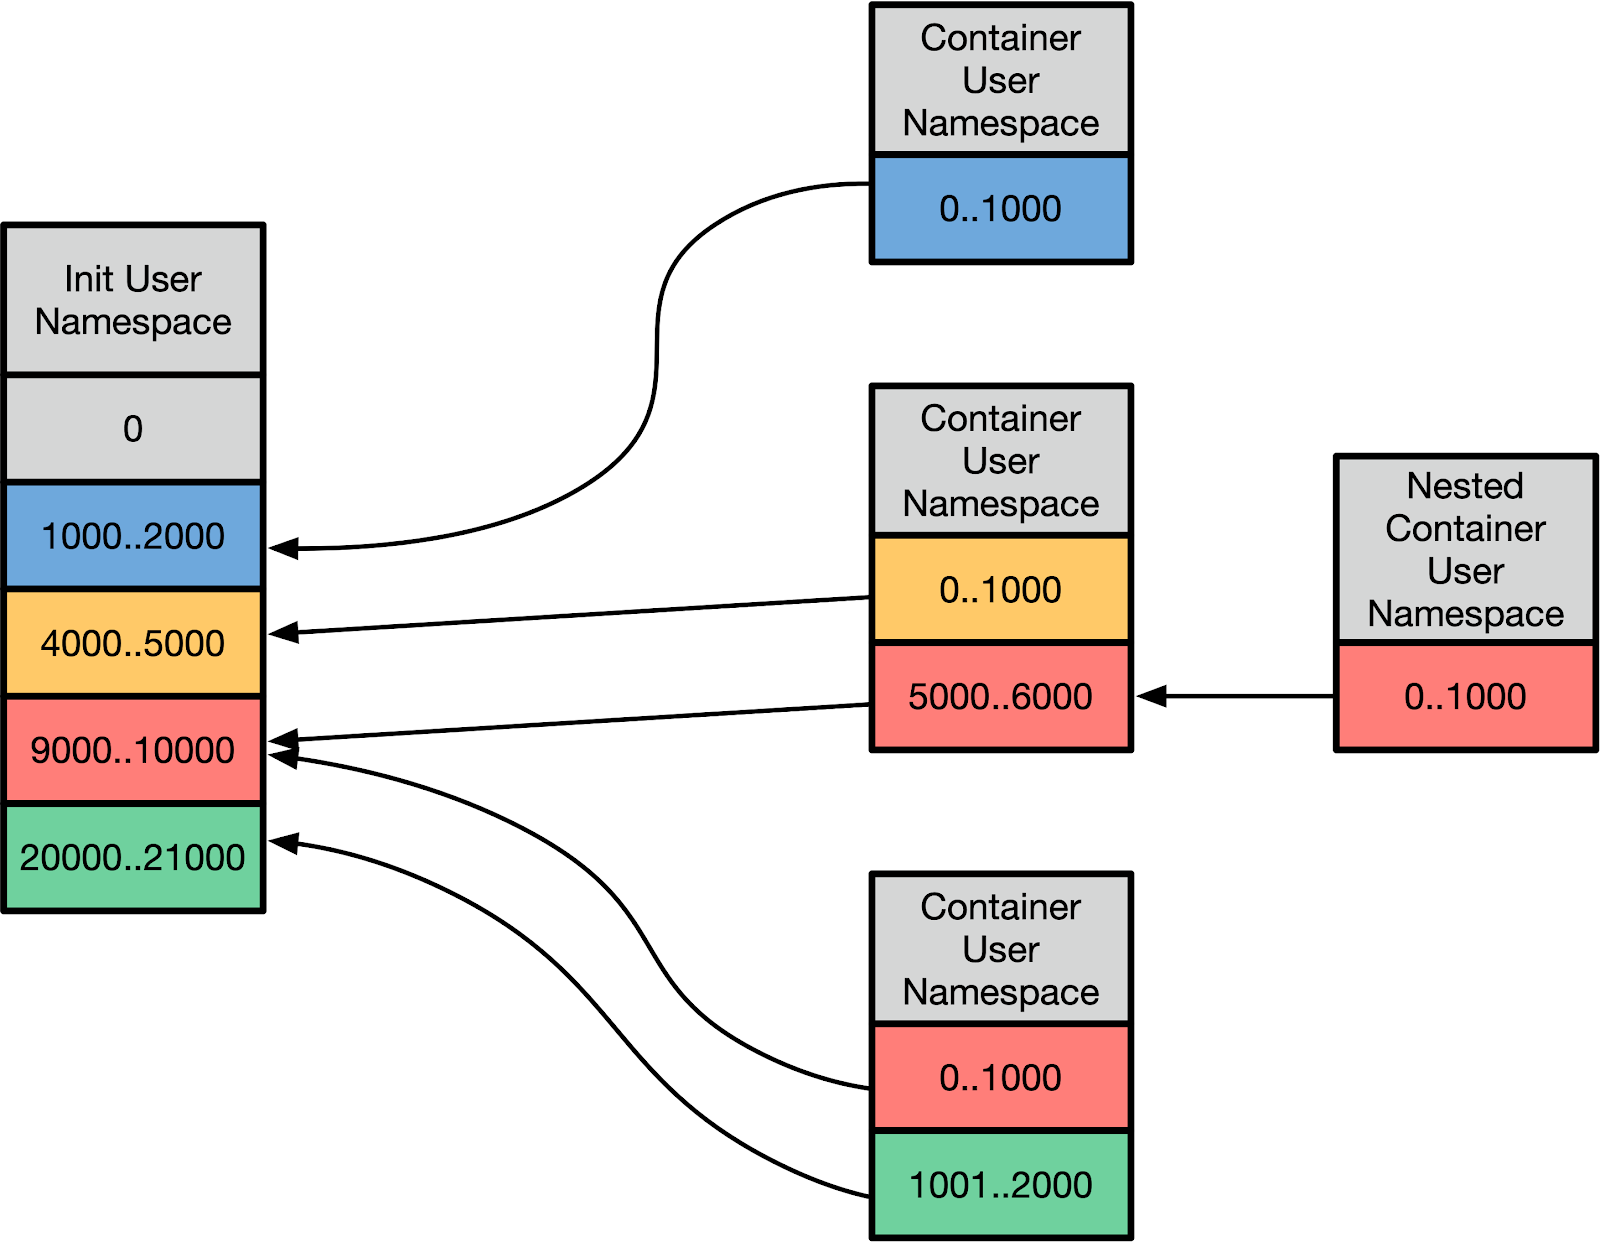 Init User
Namespace
0
1000..2000
4000..5000
9000..10000
20000..21000
Container
User
Namespace
0..1000
Container
User
Namespace
0..1000
5000..6000
Nested
Container
User
Namespace
0..1000
Container
User
Namespace
0..1000
1001..2000